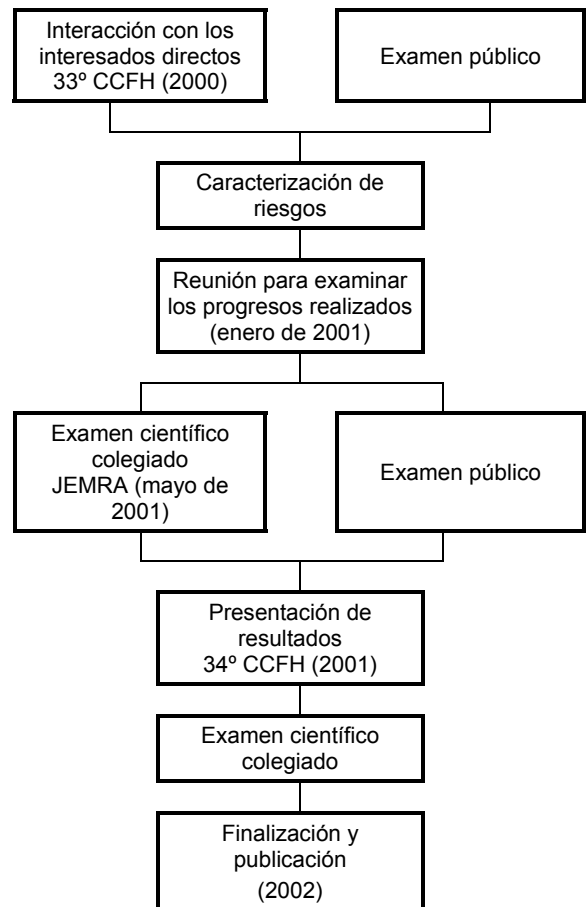 Interacción con los
interesados directos
33º CCFH (2000)
Examen público
Caracterización de
riesgos
Reunión para examinar
los progresos realizados
(enero de 2001)
Examen científico
colegiado
JEMRA (mayo de
2001)
Examen público
Presentación de
resultados
34º CCFH (2001)
Examen científico
colegiado
Finalización y
publicación
(2002)